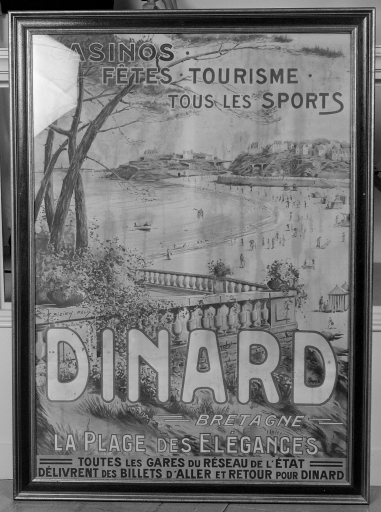 ASINOS·
FÊTES·TOURISME·
TOUS LES SPORTS
DINARD
BRETAGNE
LA PLAGE DES ELEGANCES
TOUTES LES GARES DU RÉSEAU DE L'ÉTAT
DÉLIVRENT DES BILLETS D'ALLER ET RETOUR POUR DINARD